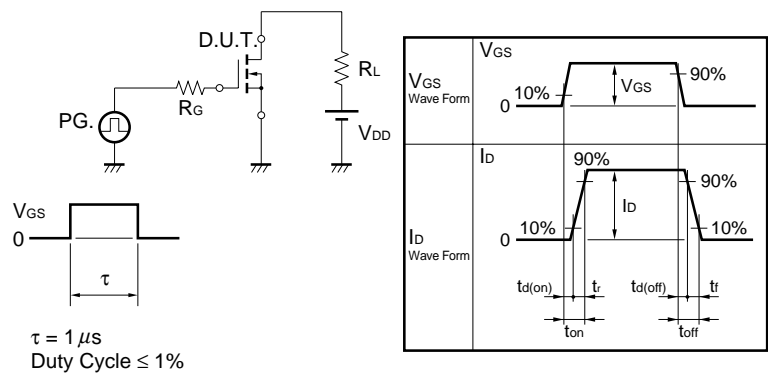 D.U.T.
RL
RG
PG.
VDD
VGS
0
τ
τ = 1 μs
Duty Cycle ≤ 1%
VGS
Wave Form
VGS
10%
0
VGS
90%
ID
Wave Form
ID
90%
90%
ID
10%
0
10%
td(on)
tr
td(off)
tf
ton
toff